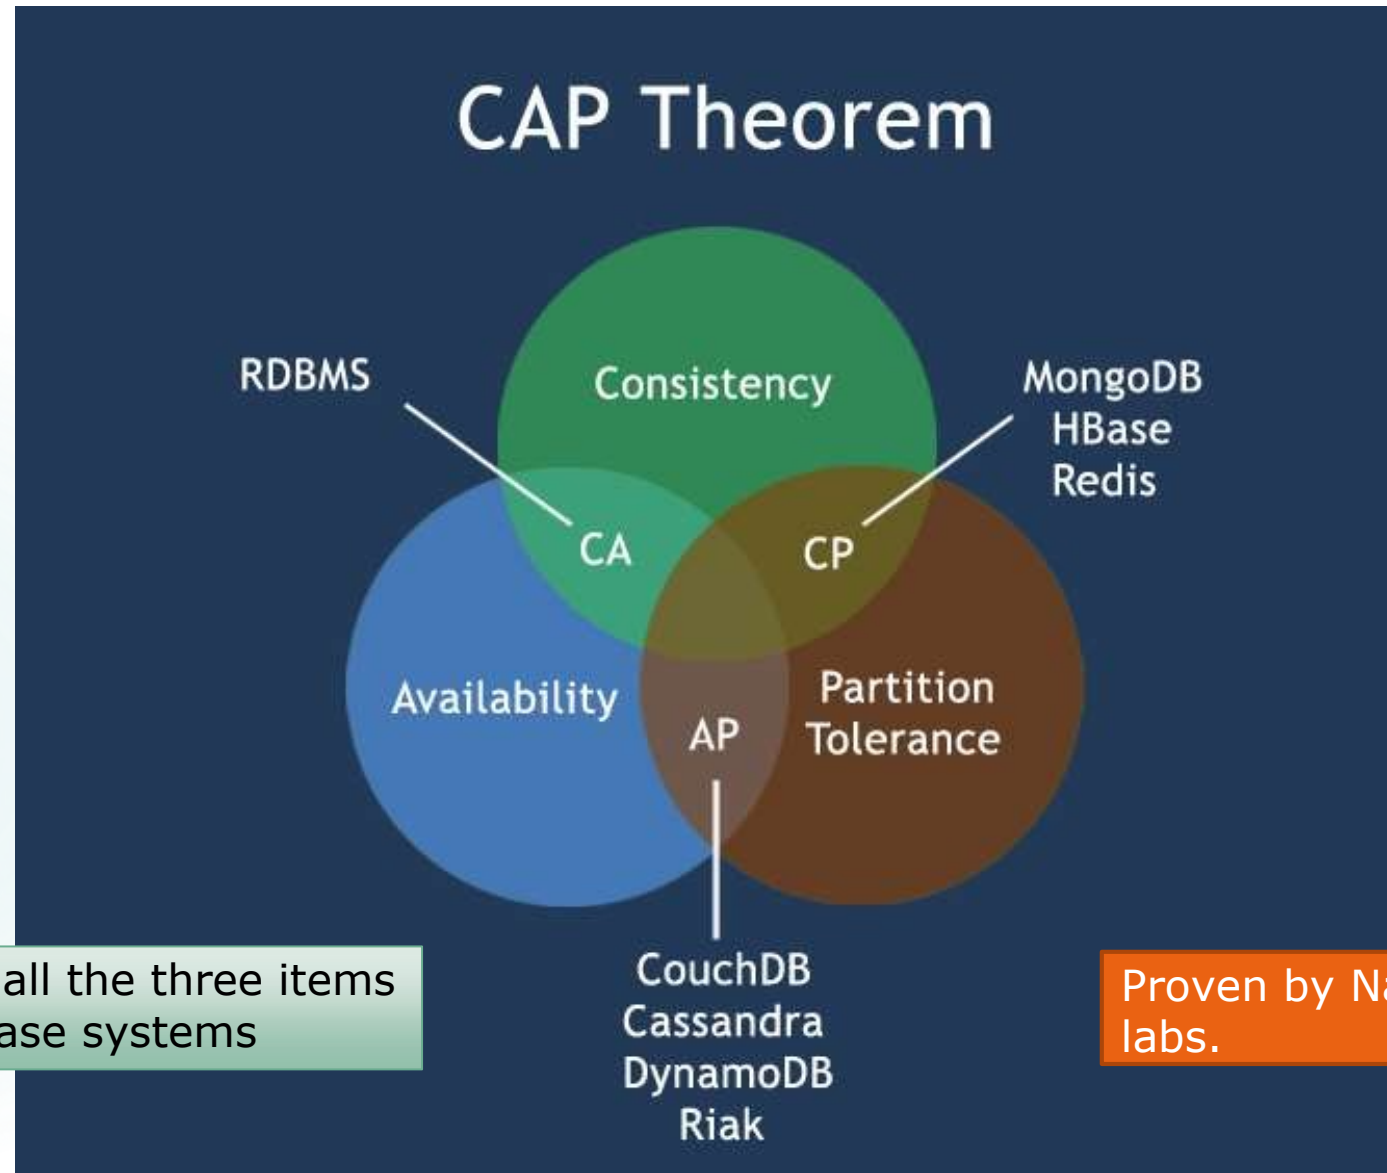 CAP Theorem
RDBMS
Consistency
MongoDB
HBase
Redis
CA
CP
Availability
Partition
Tolerance
AP
all the three items
systems
CouchDB
Cassandra
DynamoDB
Riak
Proven by
labs.